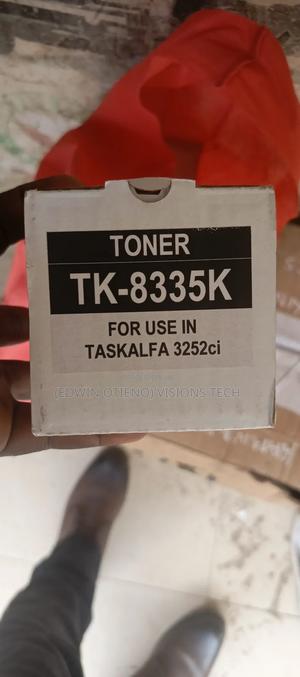 TONER
TK-8335K
FOR USE IN
TASKALFA 3252ci
(EDWIN OTIENO) VISIONS TECH